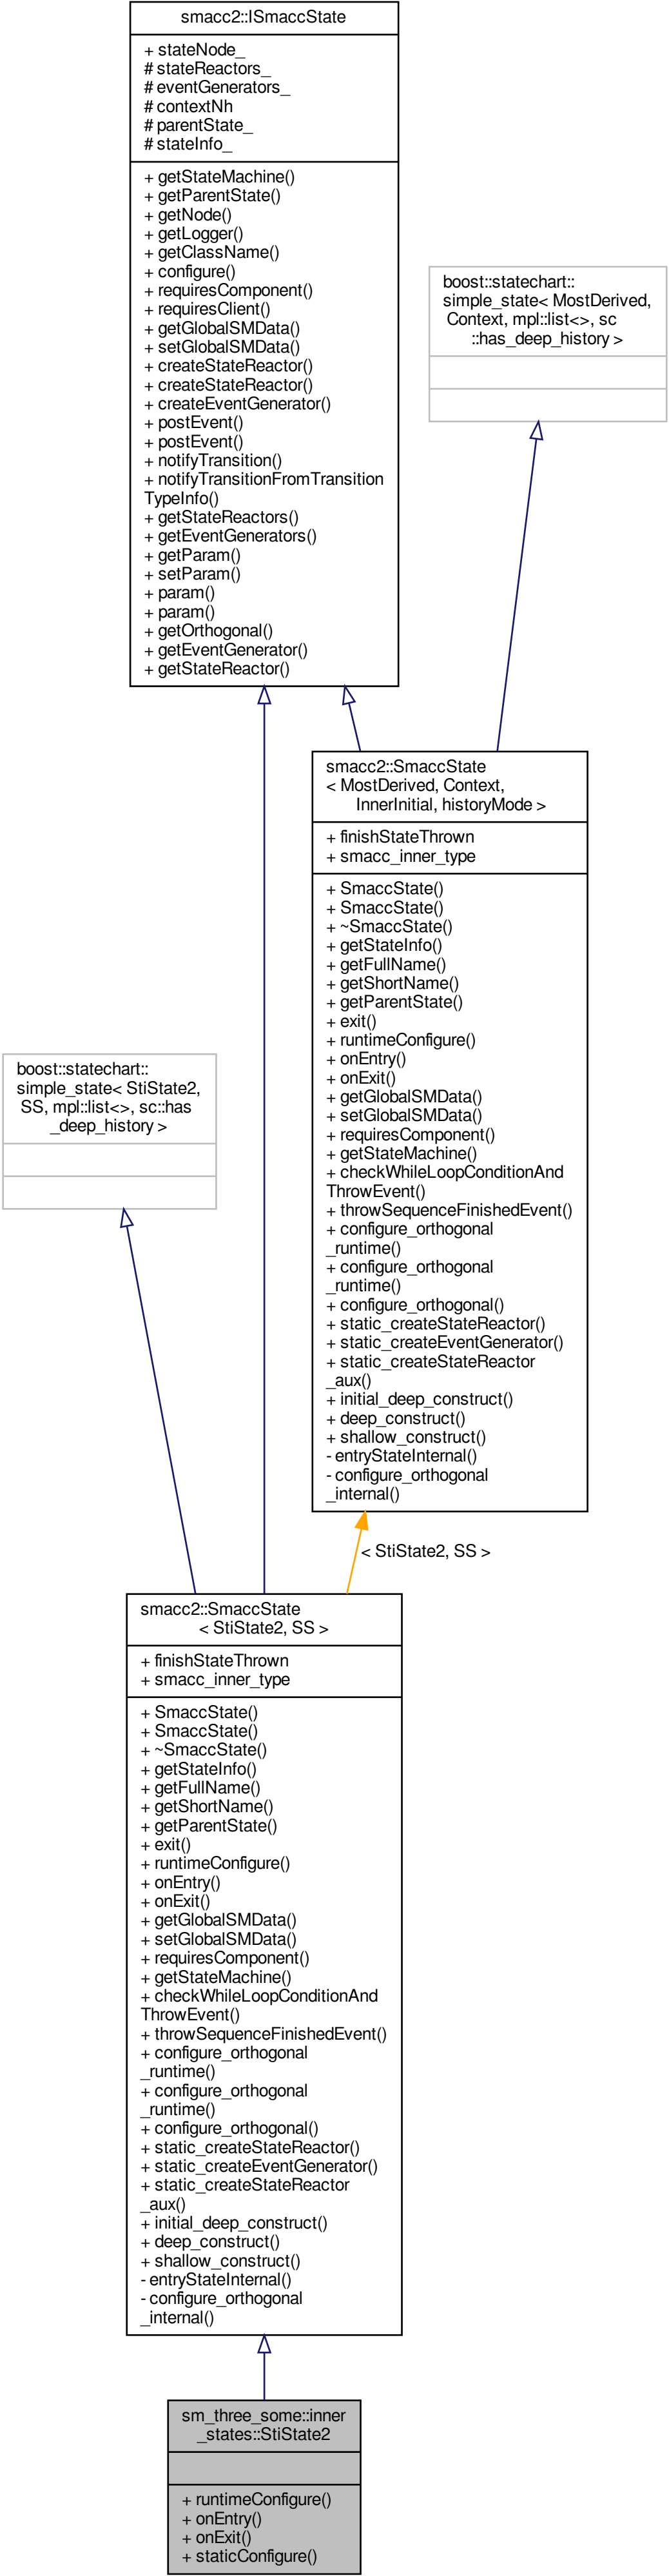 smacc2::ISmaccState
+ stateNode_
# stateReactors_
# eventGenerators_
# contextNh
# parentState_
# stateInfo_
+ getStateMachine()
+ getParentState()
+ getNode()
+ getLogger()
+ getClassName()
+ configure()
+ requiresComponent()
+ requiresClient()
+ getGlobalSMData()
+ setGlobalSMData()
+ createStateReactor()
+ createStateReactor()
+ createEventGenerator()
+ postEvent()
+ postEvent()
+ notifyTransition()
+ notifyTransitionFromTransition
TypeInfo()
+ getStateReactors()
+ getEventGenerators()
+ getParam()
+ setParam()
+ param()
+ param()
+ getOrthogonal()
+ getEventGenerator()
+ getStateReactor()
boost::statechart::
simple_state< MostDerived,
Context, mpl::list<>, sc
::has_deep_history >
smacc2::SmaccState
< MostDerived, Context,
InnerInitial, historyMode >
+ finishStateThrown
+ smacc_inner_type
+ SmaccState()
+ SmaccState()
+ ~SmaccState()
+ getStateInfo()
+ getFullName()
+ getShortName()
+ getParentState()
+ exit()
+ runtimeConfigure()
+ onEntry()
+ onExit()
+ getGlobalSMData()
+ setGlobalSMData()
+ requiresComponent()
+ getStateMachine()
+ checkWhileLoopConditionAnd
ThrowEvent()
+ throwSequenceFinishedEvent()
+ configure_orthogonal
_runtime()
+ configure_orthogonal
_runtime()
+ configure_orthogonal()
+ static_createStateReactor()
+ static_createEventGenerator()
+ static_createStateReactor
_aux()
+ initial_deep_construct()
+ deep_construct()
+ shallow_construct()
- entryStateInternal()
- configure_orthogonal
_internal()
boost::statechart::
simple_state< StiState2,
SS, mpl::list<>, sc::has
_deep_history >
< StiState2, SS >
smacc2::SmaccState
< StiState2, SS >
+ finishStateThrown
+ smacc_inner_type
+ SmaccState()
+ SmaccState()
+ ~SmaccState()
+ getStateInfo()
+ getFullName()
+ getShortName()
+ getParentState()
+ exit()
+ runtimeConfigure()
+ onEntry()
+ onExit()
+ getGlobalSMData()
+ setGlobalSMData()
+ requiresComponent()
+ getStateMachine()
+ checkWhileLoopConditionAnd
ThrowEvent()
+ throwSequenceFinishedEvent()
+ configure_orthogonal
_runtime()
+ configure_orthogonal
_runtime()
+ configure_orthogonal()
+ static_createStateReactor()
+ static_createEventGenerator()
+ static_createStateReactor
_aux()
+ initial_deep_construct()
+ deep_construct()
+ shallow_construct()
- entryStateInternal()
- configure_orthogonal
_internal()
sm_three_some::inner
_states::StiState2
+ runtimeConfigure()
+ onEntry()
+ onExit()
+ staticConfigure()